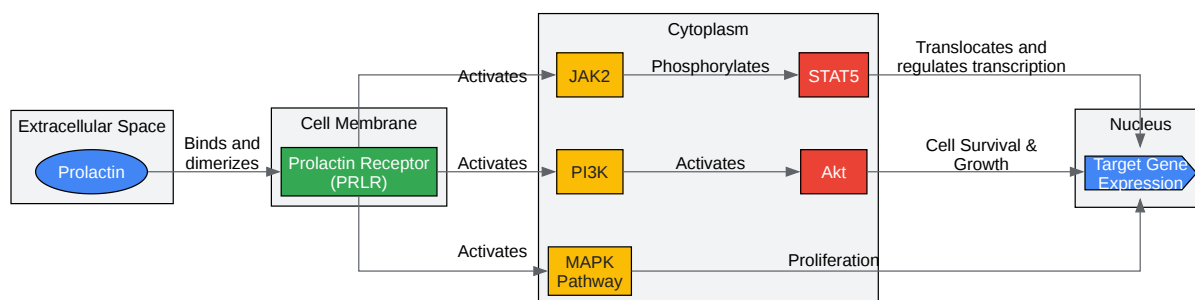 Extracellular Space
Prolactin
Binds and
dimerizes
Cell Membrane
Prolactin Receptor
(PRLR)
Activates
Activates
Activates
Cytoplasm
JAK2
Phosphorylates
STAT5
PI3K
Activates
Akt
MAPK
Pathway
Translocates and
regulates transcription
Cell Survival &
Growth
Proliferation
Nucleus
Target Gene
Expression